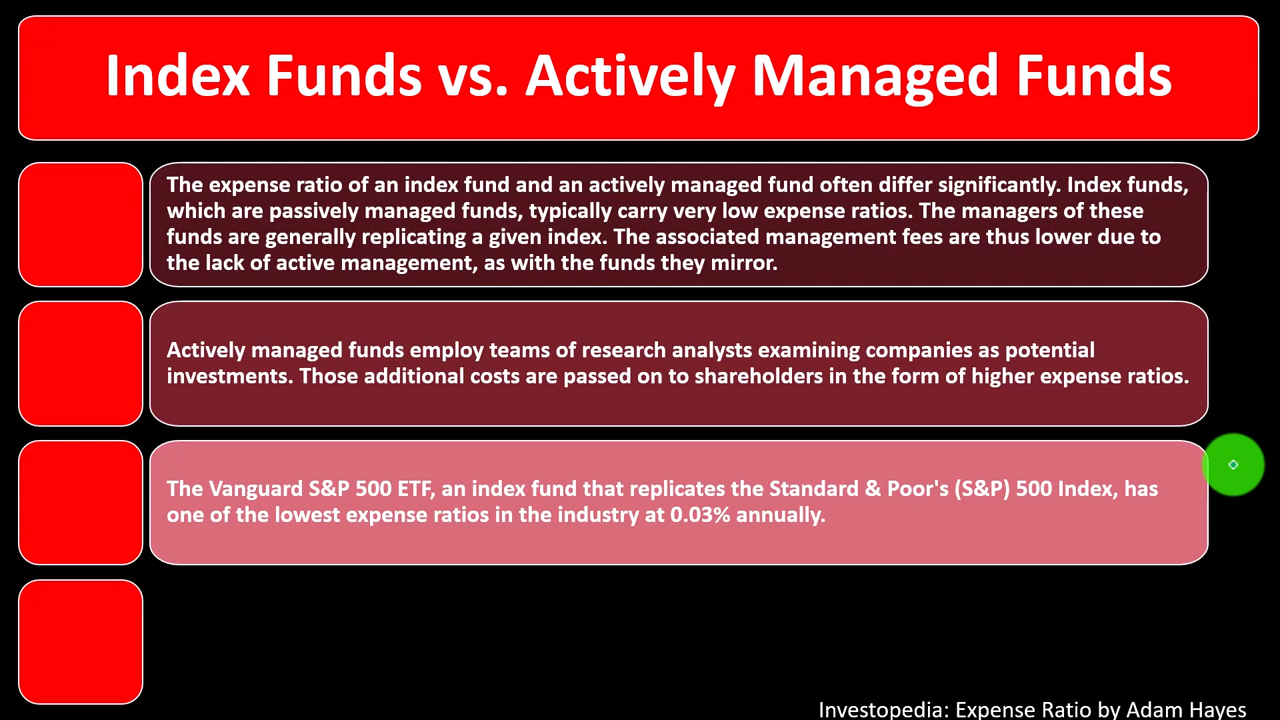 Index Funds vs. Actively Managed Funds
The expense ratio of an index fund and an actively managed fund often differ significantly. Index funds,
which are passively managed funds, typically carry very low expense ratios. The managers of these
funds are generally replicating a given index. The associated management fees are thus lower due to
the lack of active management, as with the funds they mirror.
Actively managed funds employ teams of research analysts examining companies as potential
investments. Those additional costs are passed on to shareholders in the form of higher expense ratios.
The Vanguard S&P 500 ETF, an index fund that replicates the Standard & Poor's (S&P) 500 Index, has
one of the lowest expense ratios in the industry at 0.03% annually.
Investopedia: Expense Ratio by Adam Hayes